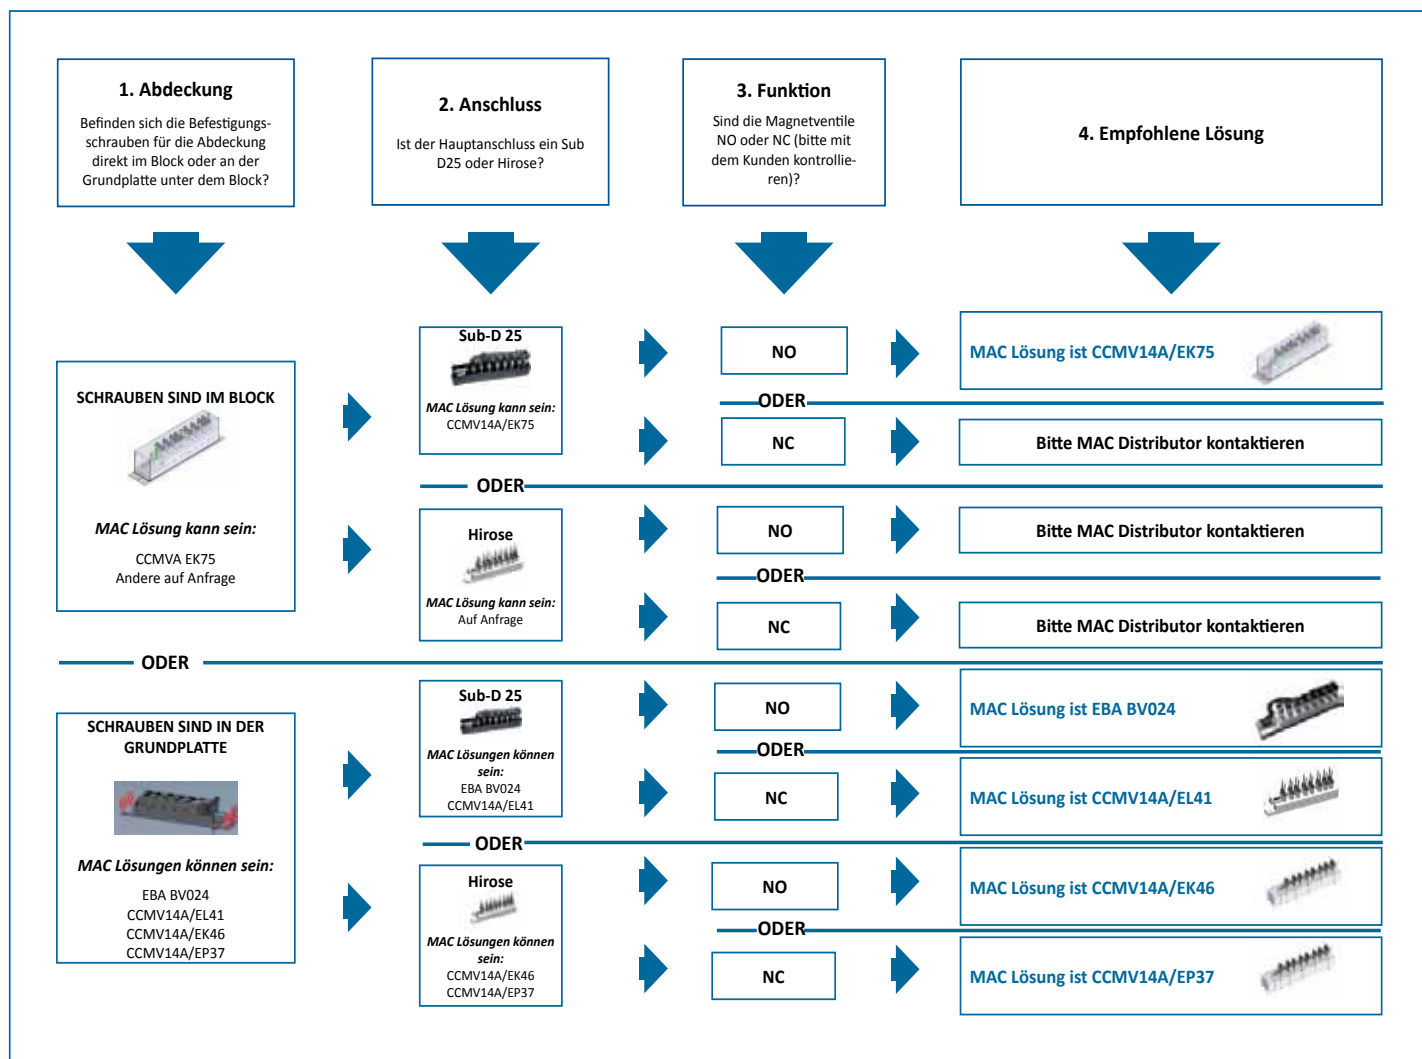 1. Abdeckung
Befinden sich die Befestigungs-
schrauben für die Abdeckung
direkt im Block oder an der
Grundplatte unter dem Block?
2. Anschluss
Ist der Hauptanschluss ein Sub
D25 oder Hirose?
3. Funktion
Sind die Magnetventile
NO oder NC (bitte mit
dem Kunden kontrollie-
ren)?
4. Empfohlene Lösung
SCHRAUBEN SIND IM BLOCK
MAC Lösung kann sein:
CCMVA EK75
Andere auf Anfrage
Sub-D 25
MAC Lösung kann sein:
CCMV14A/EK75
NO
MAC Lösung ist CCMV14A/EK75
ODER
NC
Bitte MAC Distributor kontaktieren
ODER
Hirose
MAC Lösung kann sein:
Auf Anfrage
NO
Bitte MAC Distributor kontaktieren
ODER
NC
Bitte MAC Distributor kontaktieren
ODER
SCHRAUBEN SIND IN DER
GRUNDPLATTE
MAC Lösungen können sein:
EBA BV024
CCMV14A/EL41
CCMV14A/EK46
CCMV14A/EP37
Sub-D 25
MAC Lösungen können
sein:
EBA BV024
CCMV14A/EL41
NO
MAC Lösung ist EBA BV024
ODER
NC
MAC Lösung ist CCMV14A/EL41
ODER
Hirose
MAC Lösungen können
sein:
CCMV14A/EK46
CCMV14A/EP37
NO
MAC Lösung ist CCMV14A/EK46
ODER
NC
MAC Lösung ist CCMV14A/EP37